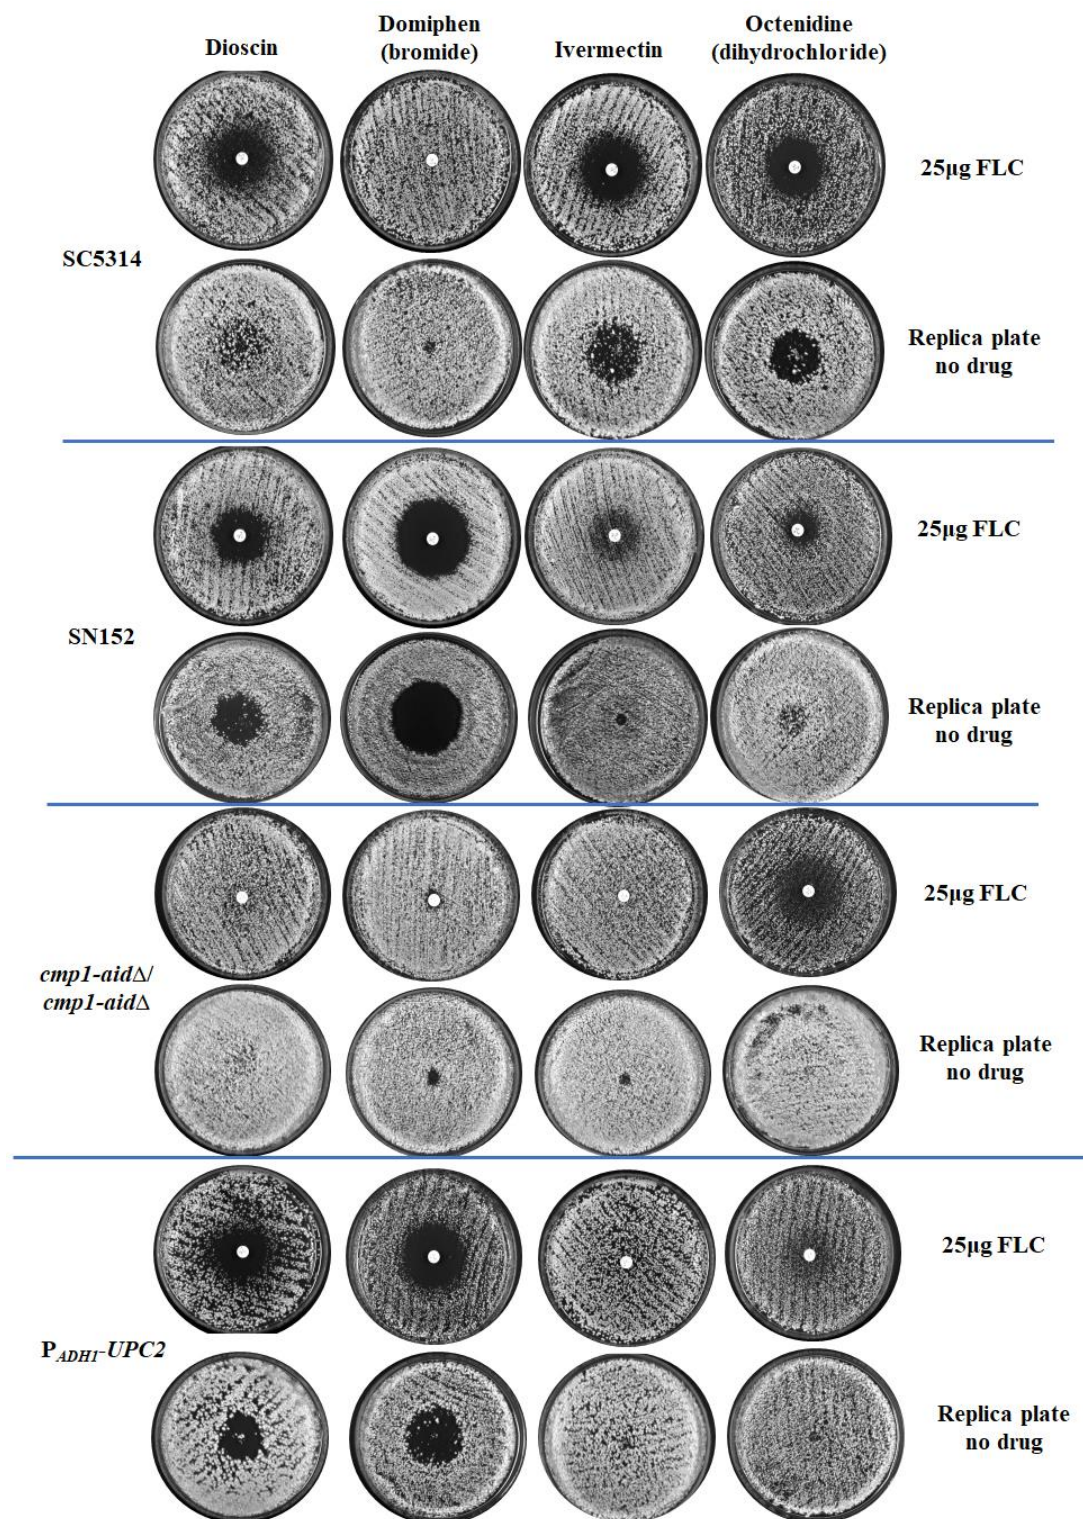 Dioscin
Domiphen
(bromide)
Ivermectin
Octenidine
(dihydrochloride)
25μg FLC
SC5314
Replica plate
no drug
25μg FLC
SN152
Replica plate
no drug
25μg FLC
cmp1-aidΔ/
cmp1-aidΔ
Replica plate
no drug
25μg FLC
PADH1-UPC2
Replica plate
no drug